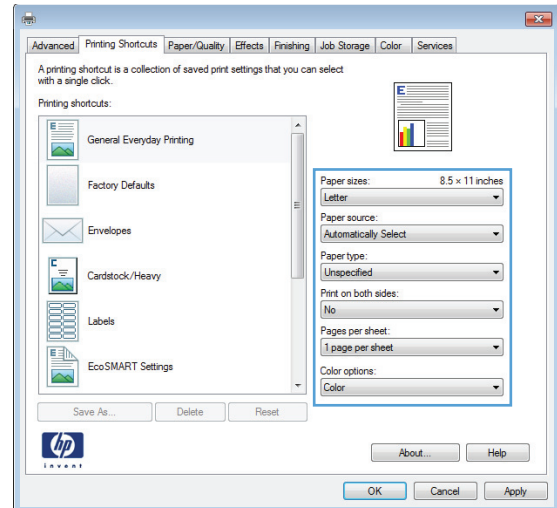 Advanced
Printing Shortcuts
Paper/Quality
Effects
Finishing
Job Storage
Color
Services
A printing shortcut is a collection of saved print settings that you can select
with a single click.
Printing shortcuts:
E
General Everyday Printing
Factory Defaults
Envelopes
Cardstock/Heavy
Labels
EcoSMART Settings
E
Paper sizes: 8.5 × 11 inches
Letter
Paper source:
Automatically Select
Paper type:
Unspecified
Print on both sides:
No
Pages per sheet:
1 page per sheet
Color options:
Color
Save As...
Delete
Reset
hp
invent
About...
Help
OK
Cancel
Apply